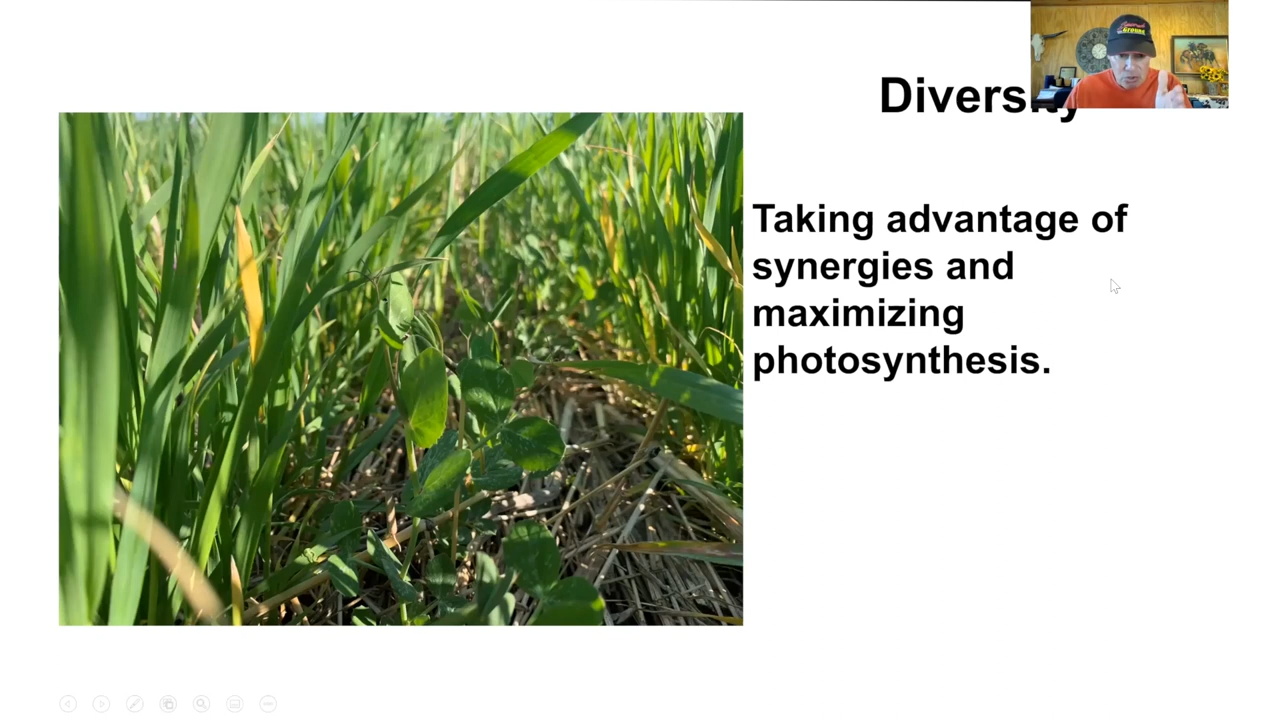 Diversity
Taking advantage of
synergies and
maximizing
photosynthesis.